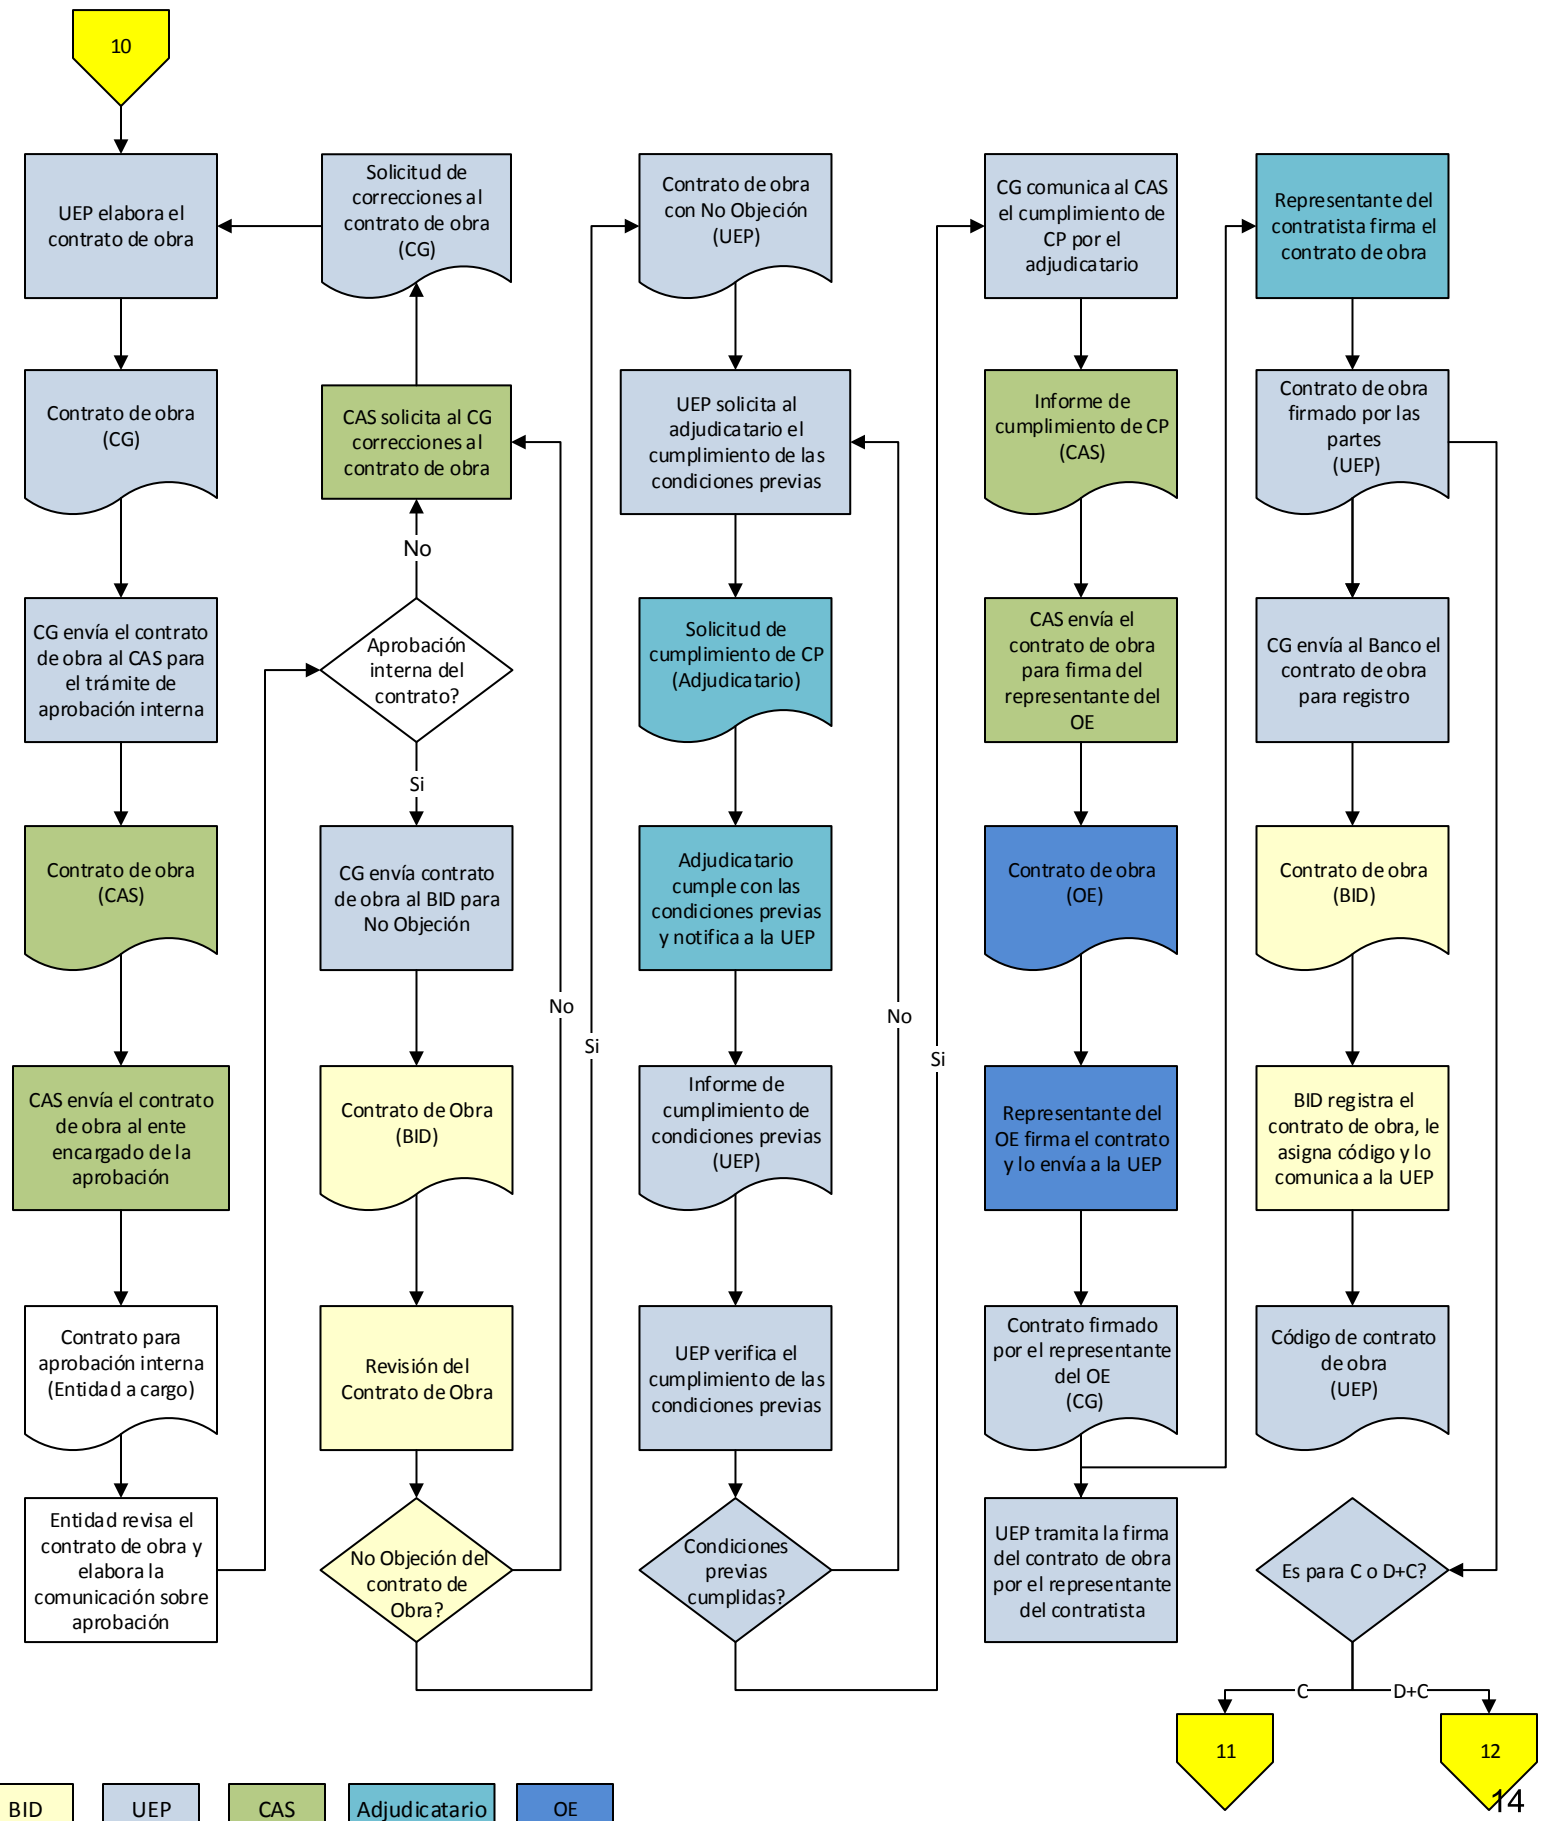 10
UEP elabora el
contrato de obra
Contrato de obra
(CG)
CG envía el contrato
de obra al CAS para
el trámite de
aprobación interna
Contrato de obra
(CAS)
CAS envía el contrato
de obra al ente
encargado de la
aprobación
Contrato para
aprobación interna
(Entidad a cargo)
Entidad revisa el
contrato de obra y
elabora la
comunicación sobre
aprobación
Solicitud de
correcciones al
contrato de obra
(CG)
CAS solicita al CG
correcciones al
contrato de obra
No
Aprobación
interna del
contrato?
Si
CG envía contrato
de obra al BID para
No Objeción
Contrato de Obra
(BID)
Revisión del
Contrato de Obra
No Objeción del
contrato de
Obra?
No
Si
Contrato de obra
con No Objeción
(UEP)
UEP solicita al
adjudicatario el
cumplimiento de las
condiciones previas
Solicitud de
cumplimiento de CP
(Adjudicatario)
Adjudicatario
cumple con las
condiciones previas
y notifica a la UEP
Informe de
cumplimiento de
condiciones previas
(UEP)
UEP verifica el
cumplimiento de las
condiciones previas
Condiciones
previas
cumplidas?
No
Si
CG comunica al CAS
el cumplimiento de
CP por el
adjudicatario
Informe de
cumplimiento de CP
(CAS)
CAS envía el
contrato de obra
para firma del
representante del
OE
Contrato de obra
(OE)
Representante del
OE firma el contrato
y lo envía a la UEP
Contrato firmado
por el representante
del OE
(CG)
UEP tramita la firma
del contrato de obra
por el representante
del contratista
Representante del
contratista firma el
contrato de obra
Contrato de obra
firmado por las
partes
(UEP)
CG envía al Banco el
contrato de obra
para registro
Contrato de obra
(BID)
BID registra el
contrato de obra, le
asigna código y lo
comunica a la UEP
Código de contrato
de obra
(UEP)
Es para C o D+C?
C
D+C
11
12
BID
UEP
CAS
Adjudicatario
OE
14